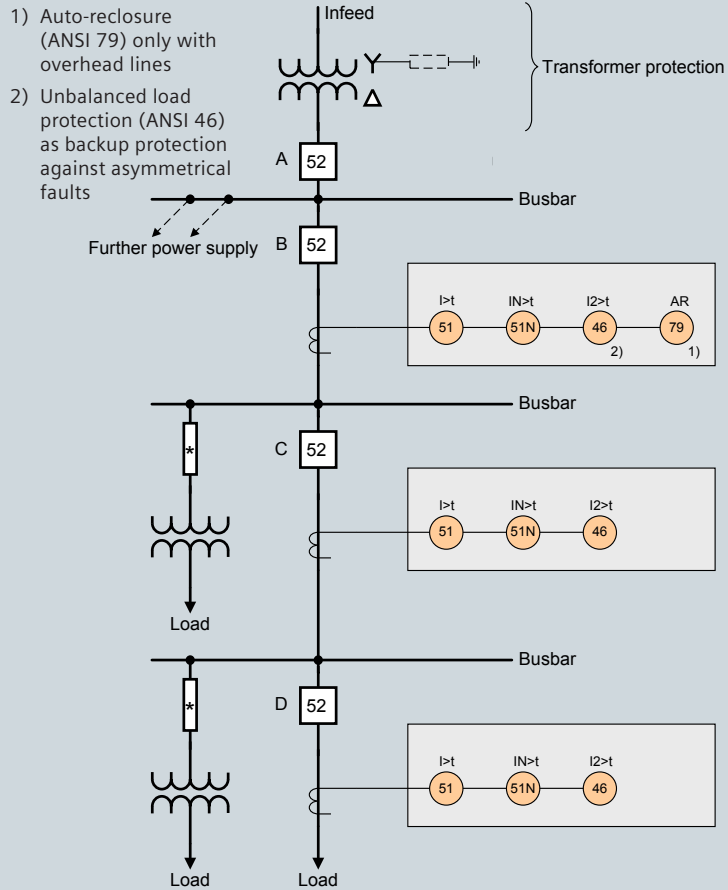 1) Auto-reclosure
(ANSI 79) only with
overhead lines
2) Unbalanced load
protection (ANSI 46)
as backup protection
against asymmetrical
faults
Infeed
Transformer protection
A 52
Busbar
Further power supply
B 52
I>t IN>t I2>t AR
51 51N 46 79
2) 1)
Busbar
* C 52
I>t IN>t I2>t
51 51N 46
Load
Busbar
* D 52
I>t IN>t I2>t
51 51N 46
Load Load